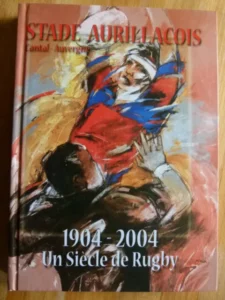 STADE AURILLACOIS
Cantal Auvergne
1904 - 2004
Un Siècle de Rugby